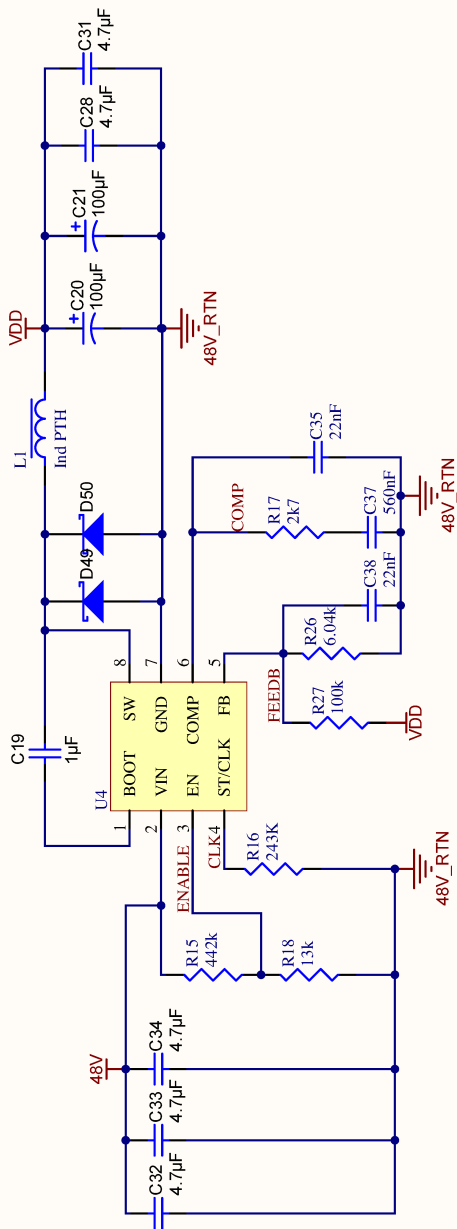 C31
4.7µF
C28
4.7µF
C21
100µF
+
C20
100µF
+
VDD
48V_RTN
L1
Ind PTH
D50
D49
C19
1µF
U4
1
BOOT
2
VIN
3
EN
4
ST/CLK
8
SW
7
GND
6
COMP
5
FB
COMP
R17
2k7
C35
22nF
C37
560nF
C38
22nF
48V_RTN
FEEDB
R26
6.04k
R27
100k
VDD
ENABLE
CLK
R16
243K
48V_RTN
R15
442k
R18
13k
48V
C34
4.7µF
C33
4.7µF
C32
4.7µF